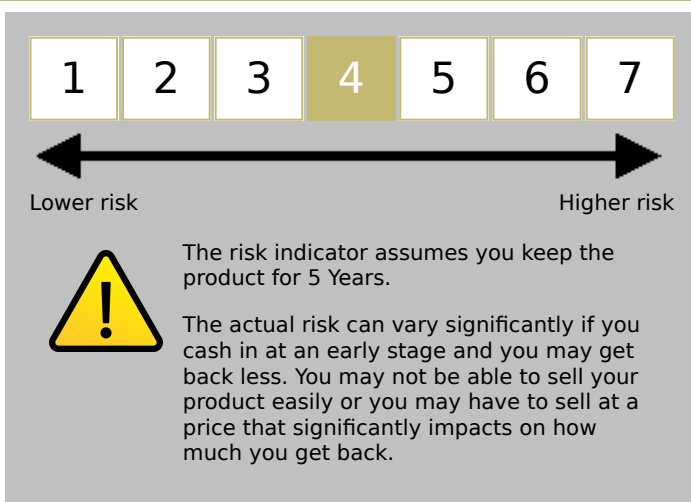 1 2 3 4 5 6 7
Lower risk Higher risk
The risk indicator assumes you keep the
product for 5 Years.
The actual risk can vary significantly if you
cash in at an early stage and you may get
back less. You may not be able to sell your
product easily or you may have to sell at a
price that significantly impacts on how
much you get back.